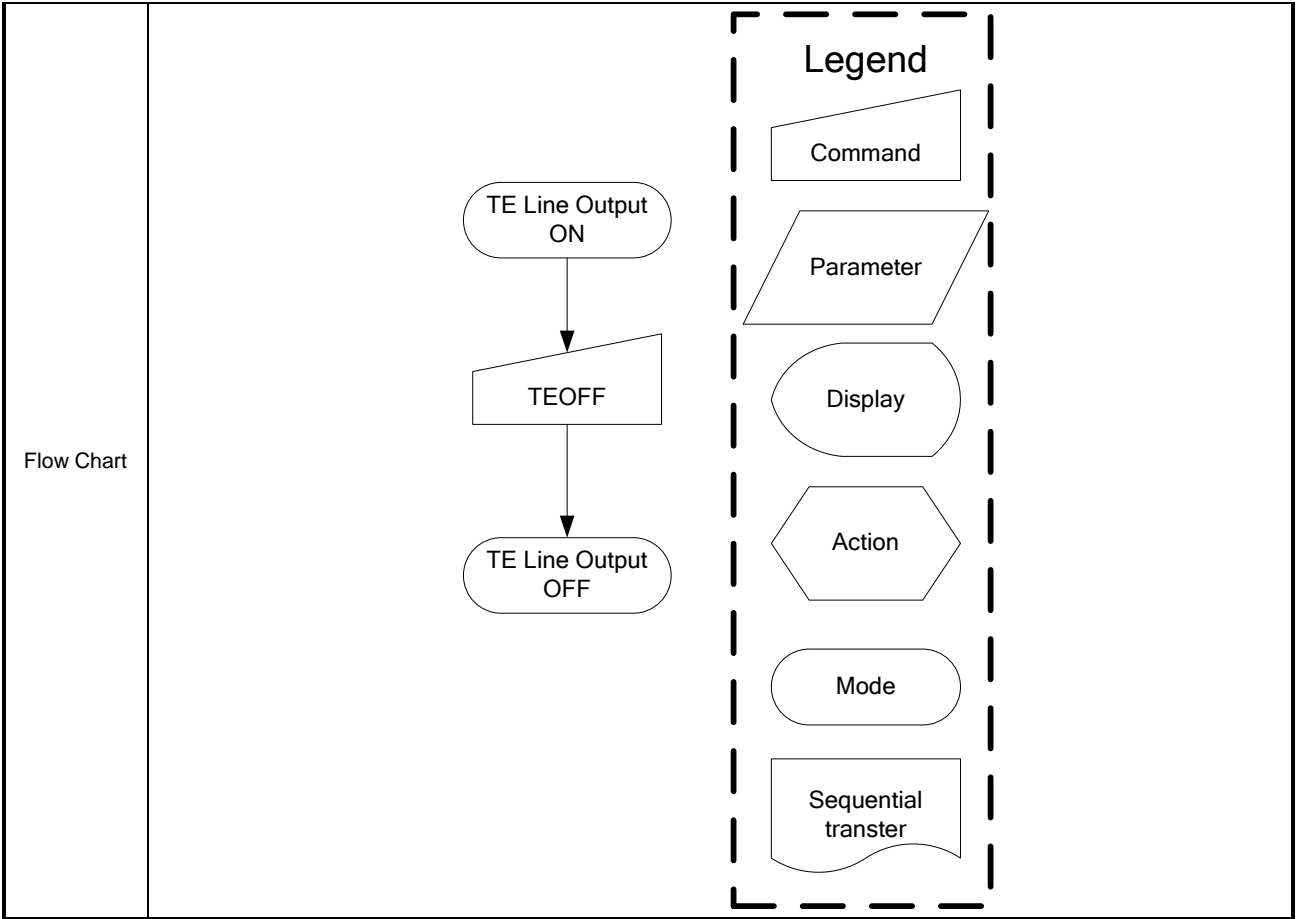 Flow Chart
TE Line Output
ON
TEOFF
TE Line Output
OFF
Legend
Command
Parameter
Display
Action
Mode
Sequential
transter